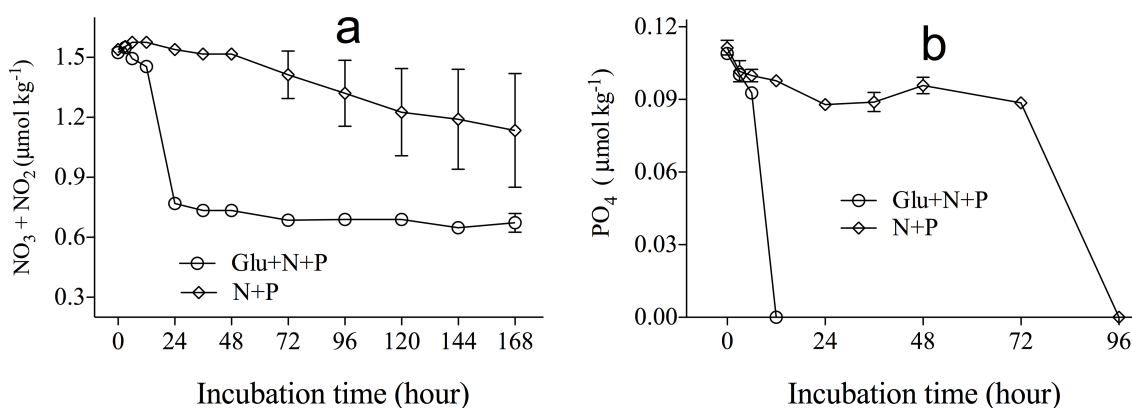 a
1.5
1.2
0.9
0.6
0.3
NO3 + NO2 (μmol kg-1)
Glu+N+P
N+P
0 24 48 72 96 120 144 168
Incubation time (hour)
b
0.12
0.09
0.06
0.03
0.00
PO4 ( μmol kg-1)
Glu+N+P
N+P
0 24 48 72 96
Incubation time (hour)